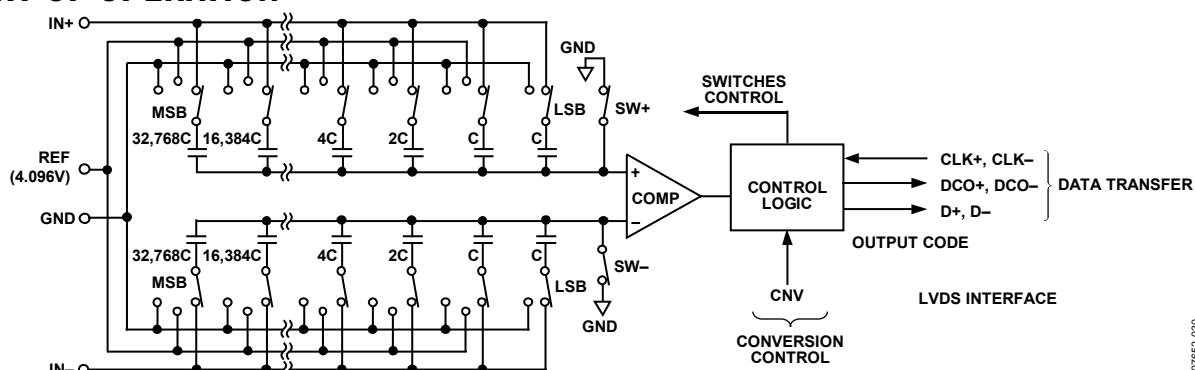 IN+
GND
SWITCHES
CONTROL
MSB
LSB
SW+
32,768C 16,384C 4C 2C C C
REF
(4.096V)
GND
+
COMP
–
CONTROL
LOGIC
CLK+, CLK–
DCO+, DCO–
D+, D–
DATA TRANSFER
OUTPUT CODE
32,768C 16,384C 4C 2C C C
MSB
LSB
SW–
GND
CNV
LVDS INTERFACE
CONVERSION
CONTROL
IN–